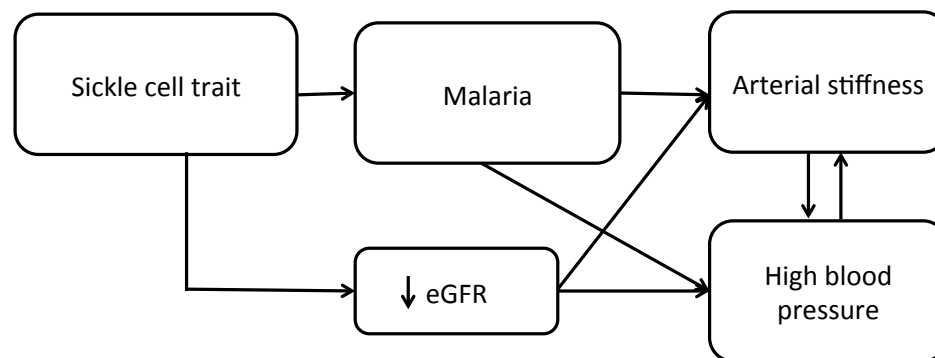 Sickle cell trait
Malaria
Arterial stiffness
↓ eGFR
High blood
pressure